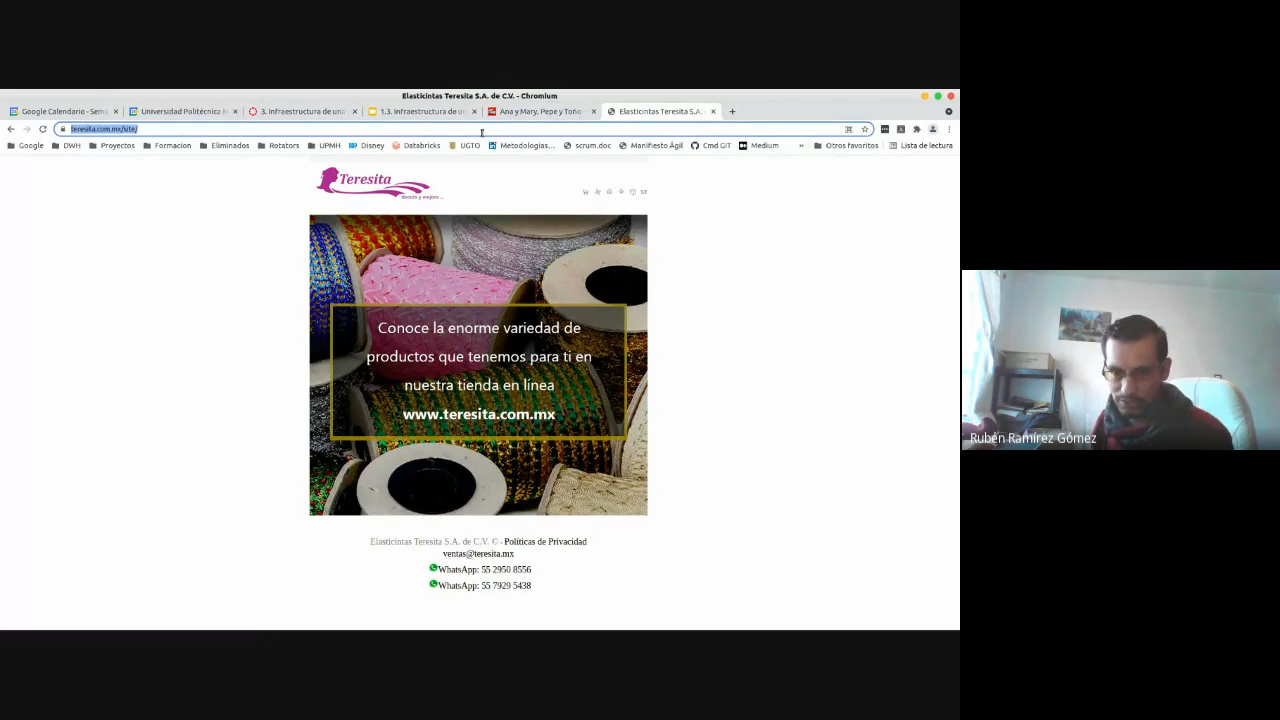 Elasticintas Teresita S.A. de C.V. - Chromium
Google Calendario - Sema
Universidad Politécnica M
3. Infraestructura de una
1.3. Infraestructura de u
Ana y Mary, Pepe y Toño
Elasticintas Teresita S.A.
teresita.com.mx/site/
Google
DWH
Proyectos
Formacion
Eliminados
Rotators
UPMH
Disney
Databricks
UGTO
Metodologías...
scrum.doc
Manifiesto Ágil
Cmd GIT
Medium
»
Otros favoritos
Lista de lectura
Teresita
decora y mejora ...
Conoce la enorme variedad de
productos que tenemos para ti en
nuestra tienda en línea
www.teresita.com.mx
Elasticintas Teresita S.A. de C.V. © - Políticas de Privacidad
ventas@teresita.mx
WhatsApp: 55 2950 8556
WhatsApp: 55 7929 5438
Rubén Ramírez Gómez